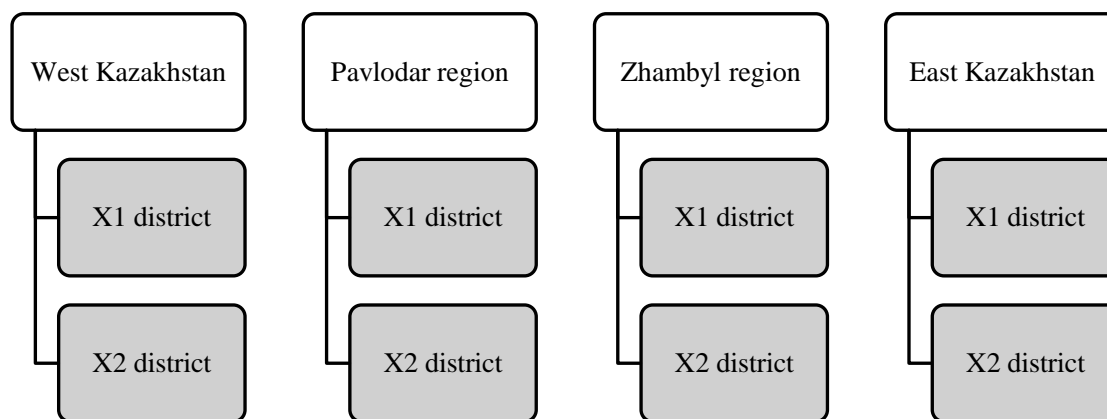 West Kazakhstan
Pavlodar region
Zhambyl region
East Kazakhstan
X1 district
X1 district
X1 district
X1 district
X2 district
X2 district
X2 district
X2 district